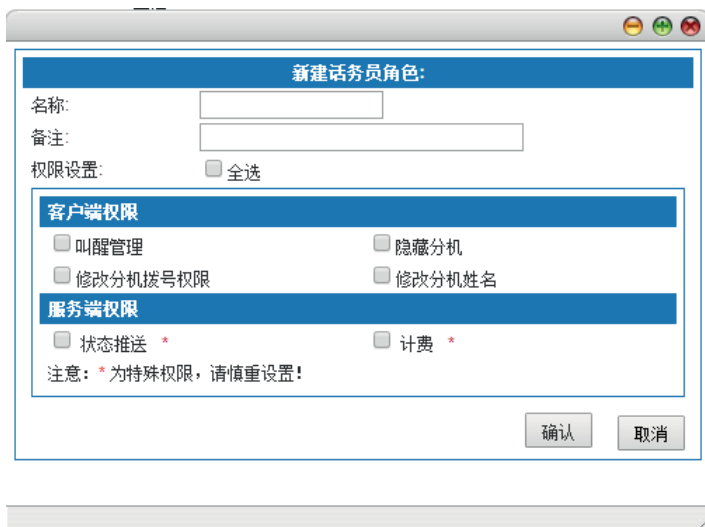 新建话务员角色:
名称:
备注:
权限设置: 全选
客户端权限
叫醒管理 隐藏分机
修改分机拨号权限 修改分机姓名
服务端权限
状态推送 * 计费 *
注意: *为特殊权限，请慎重设置!
确认 取消